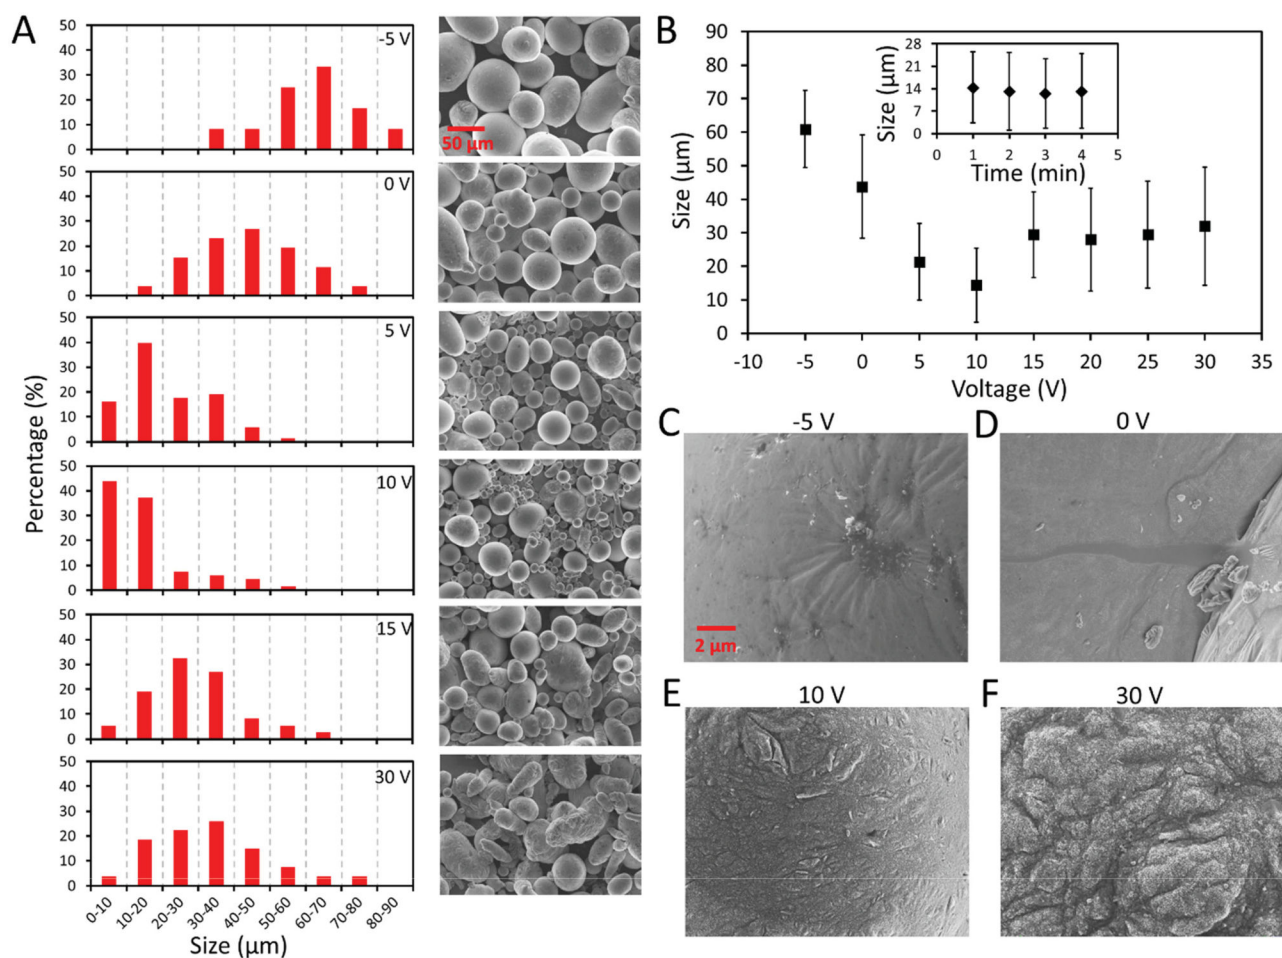 A
50
40
30
20
10
0
-5 V
50 µm
50
40
30
20
10
0
0 V
50
40
30
20
10
0
5 V
50
40
30
20
10
0
10 V
50
40
30
20
10
0
15 V
50
40
30
20
10
0
30 V
Percentage (%)
0-10 10-20 20-30 30-40 40-50 50-60 60-70 70-80 80-90
Size (µm)
B
90
80
70
60
50
40
30
20
10
0
Size (µm)
-10 -5 0 5 10 15 20 25 30 35
Voltage (V)
28
21
14
7
0
Size (µm)
0 1 2 3 4 5
Time (min)
C
-5 V
2 µm
D
0 V
E
10 V
F
30 V